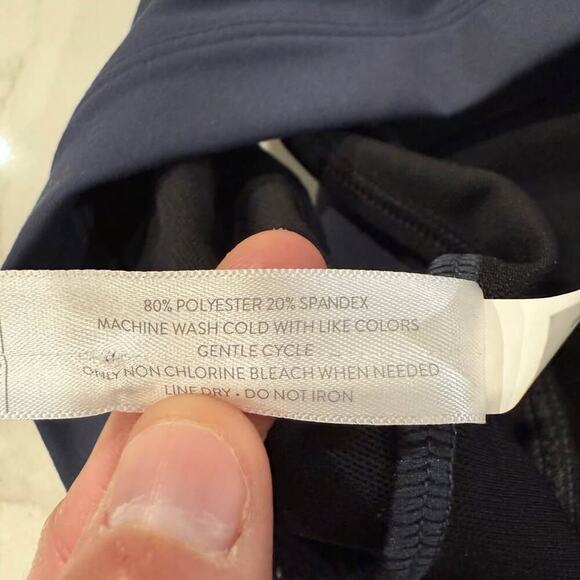 80% POLYESTER 20% SPANDEX
MACHINE WASH COLD WITH LIKE COLORS
GENTLE CYCLE
ONLY NON CHLORINE BLEACH WHEN NEEDED
LINE DRY • DO NOT IRON